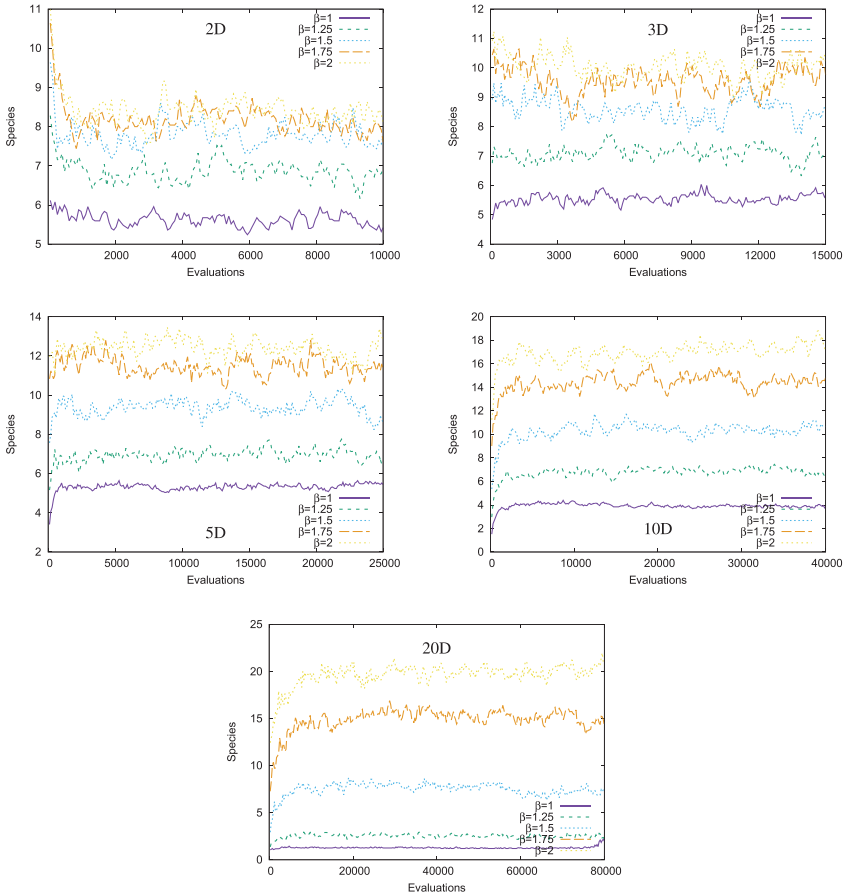 11
10
9
8
7
6
5
2D
β=1
β=1.25
β=1.5
β=1.75
β=2
Species
2000 4000 6000 8000 10000
Evaluations
12
11
10
9
8
7
6
5
4
3D
β=1
β=1.25
β=1.5
β=1.75
β=2
Species
0 3000 6000 9000 12000 15000
Evaluations
14
12
10
8
6
4
2
5D
β=1
β=1.25
β=1.5
β=1.75
β=2
Species
0 5000 10000 15000 20000 25000
Evaluations
20
18
16
14
12
10
8
6
4
2
0
10D
β=1
β=1.25
β=1.5
β=1.75
β=2
Species
0 10000 20000 30000 40000
Evaluations
25
20
15
10
5
0
20D
β=1
β=1.25
β=1.5
β=1.75
β=2
Species
0 20000 40000 60000 80000
Evaluations